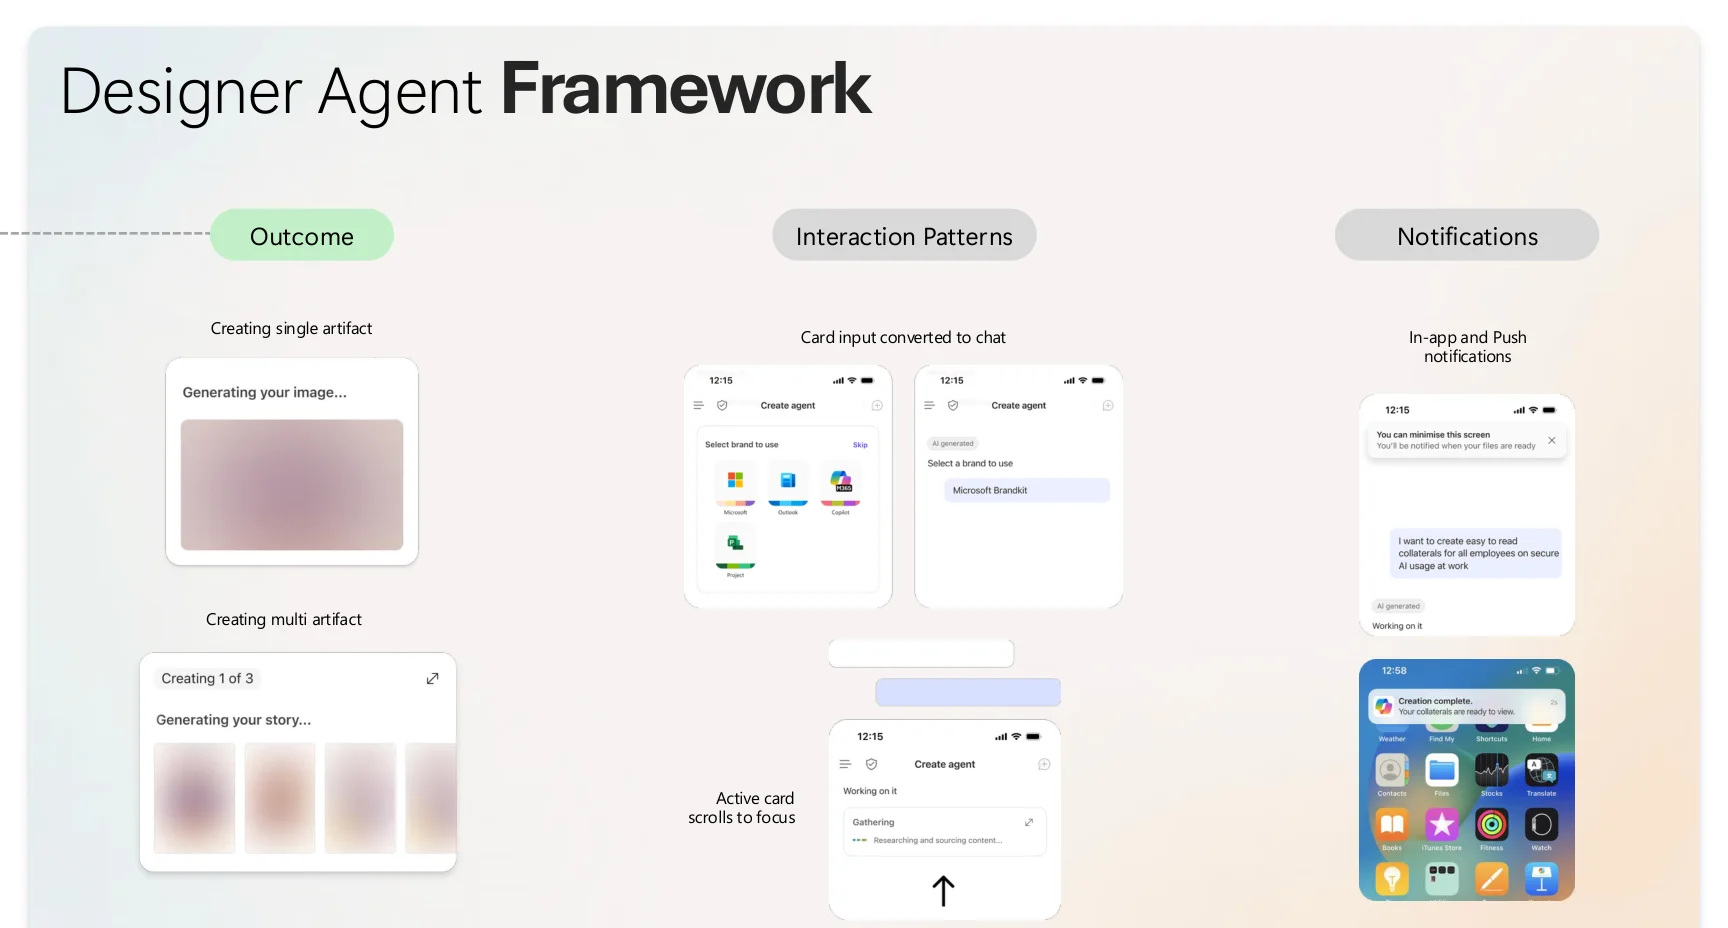 Designer Agent Framework
Outcome
Creating single artifact
Generating your image...
Creating multi artifact
Creating 1 of 3
Generating your story...
Interaction Patterns
Card input converted to chat
12:15
Create agent
Select brand to use
Skip
M365
Microsoft
Outlook
Copilot
P
Project
12:15
Create agent
AI generated
Select a brand to use
Microsoft Brandkit
Active card
scrolls to focus
12:15
Create agent
Working on it
Gathering
Researching and sourcing content...
Notifications
In-app and Push
notifications
12:15
You can minimise this screen
You'll be notified when your files are ready
I want to create easy to read
collaterals for all employees on secure
AI usage at work
AI generated
Working on it
12:58
Creation complete.
2s
Your collaterals are ready to view.
Weather
Find My
Shortcuts
Home
Contacts
Files
Stocks
Translate
Books
iTunes Store
Fitness
Watch